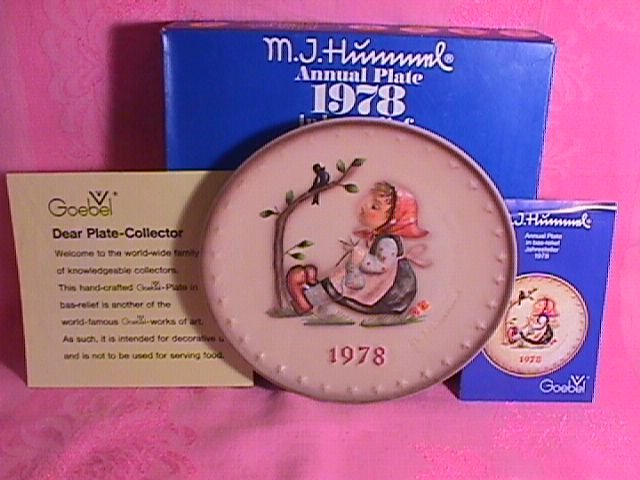 M.J.Hummel®
Annual Plate
1978
in bas-relief
Goebel®
Dear Plate-Collector
Welcome to the world-wide family
of knowledgeable collectors.
This hand-crafted Goebel-Plate in
bas-relief is another of the
world-famous Goebel-works of art.
As such, it is intended for decorative u
and is not to be used for serving food.
1978
.J.Hummel®
Annual Plate
in bas-relief
Jahresteller
1978
1978
Goebel